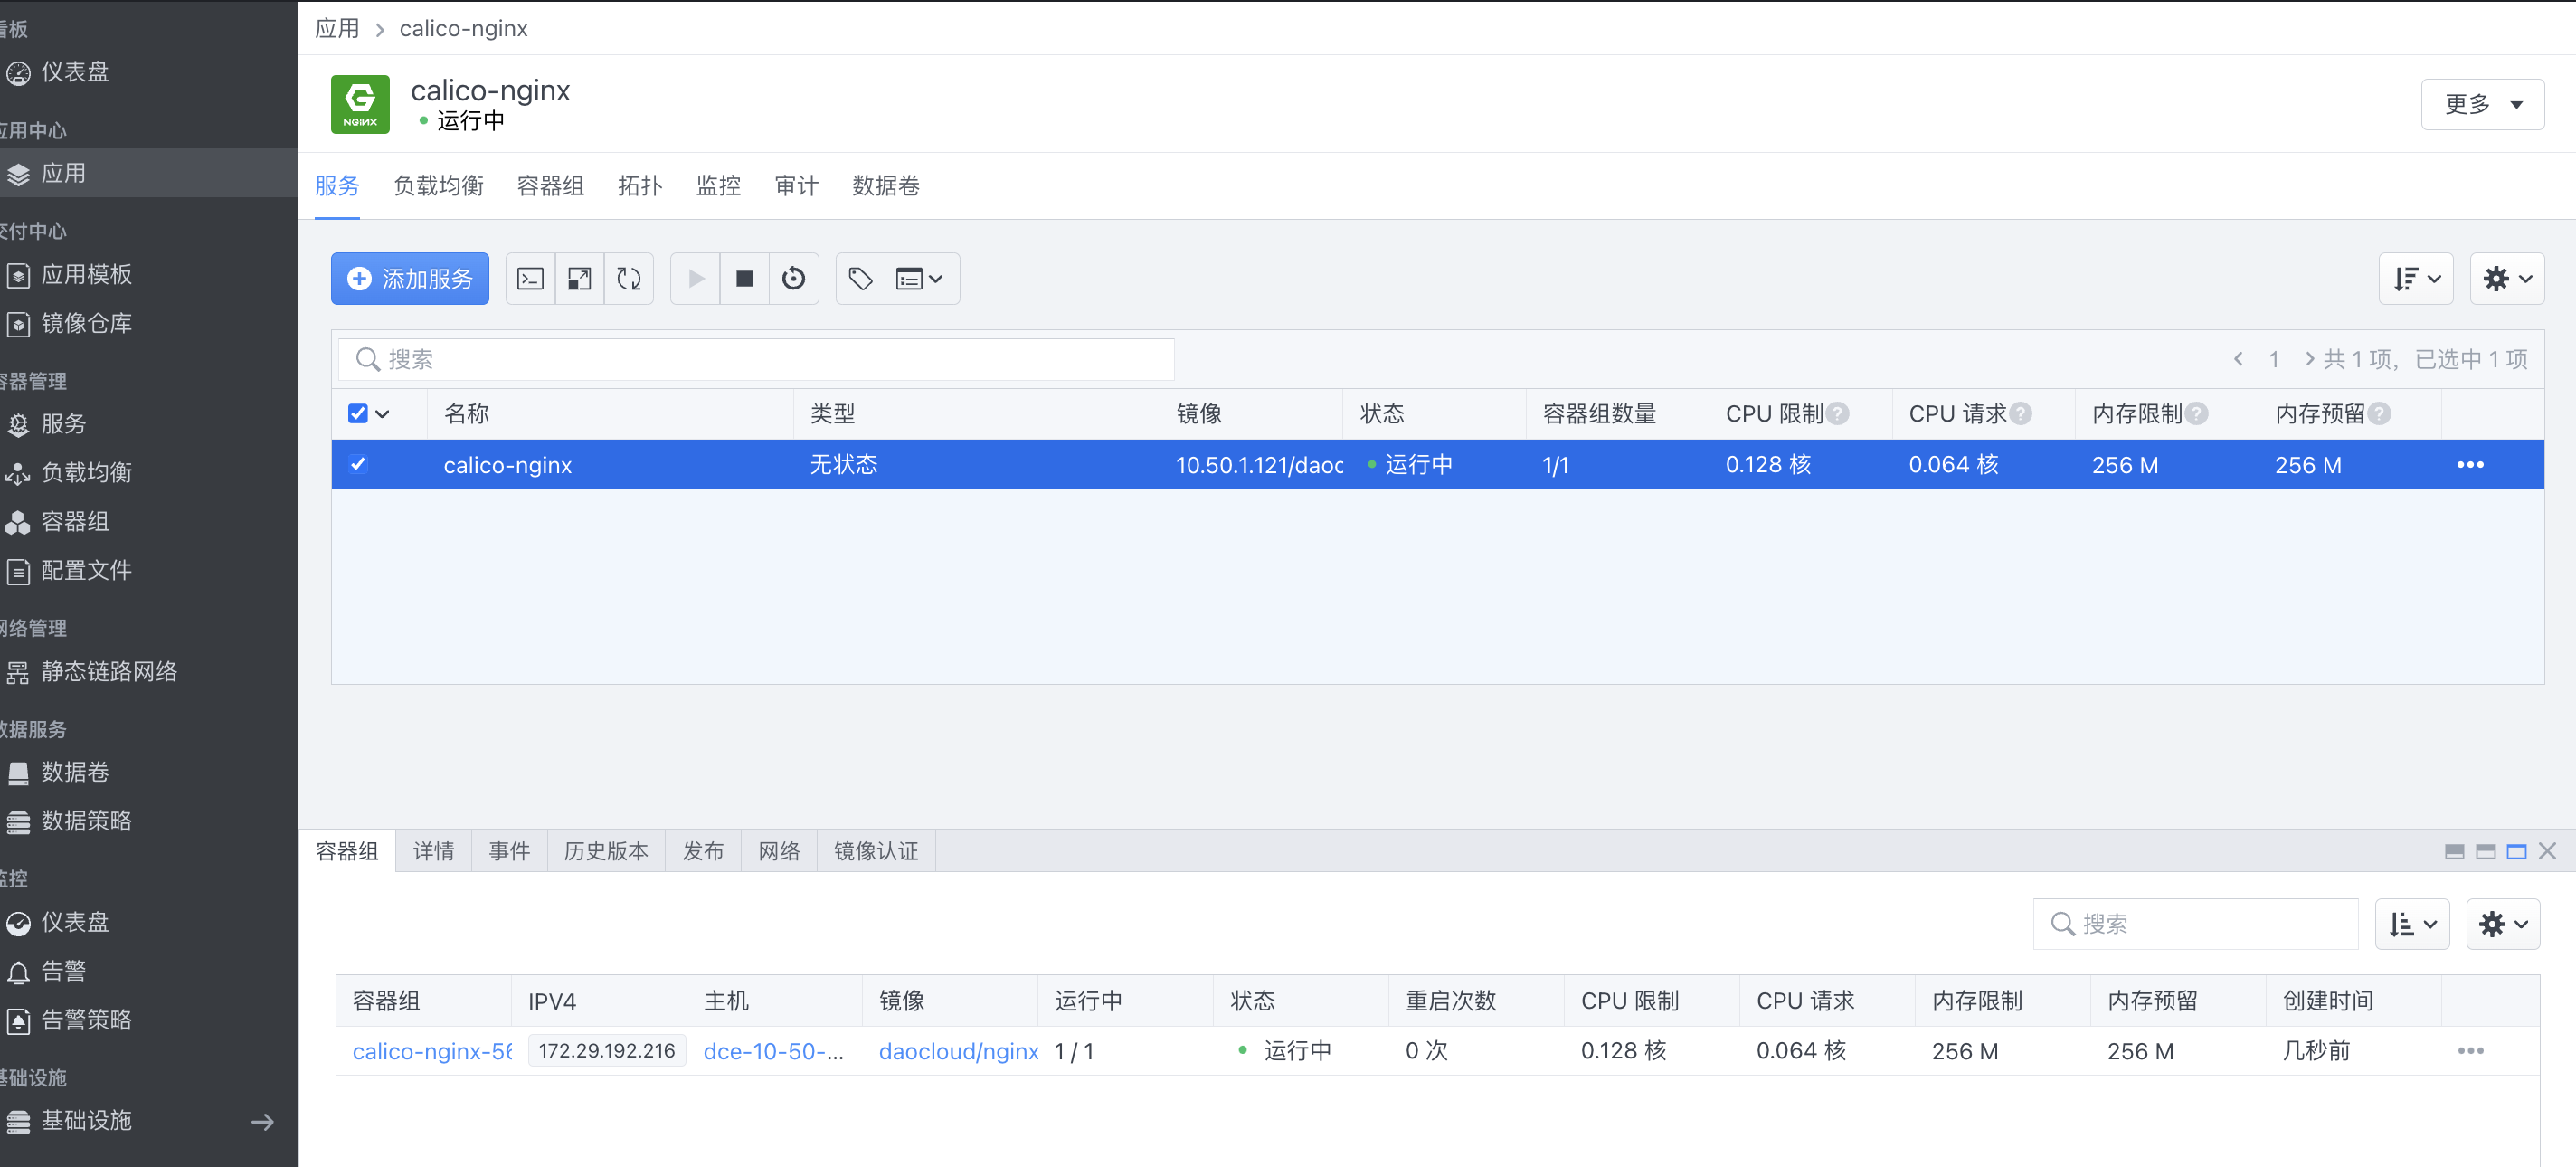 看板
仪表盘
应用中心
应用
交付中心
应用模板
镜像仓库
容器管理
服务
负载均衡
容器组
配置文件
网络管理
静态链路网络
数据服务
数据卷
数据策略
监控
仪表盘
告警
告警策略
基础设施
基础设施
应用 > calico-nginx
NGINX
calico-nginx
运行中
更多
服务 负载均衡 容器组 拓扑 监控 审计 数据卷
添加服务
搜索
1 共 1 项, 已选中 1 项
名称 类型 镜像 状态 容器组数量 CPU 限制 CPU 请求 内存限制 内存预留
calico-nginx 无状态 10.50.1.121/daoc 运行中 1/1 0.128 核 0.064 核 256 M 256 M
容器组 详情 事件 历史版本 发布 网络 镜像认证
搜索
容器组 IPV4 主机 镜像 运行中 状态 重启次数 CPU 限制 CPU 请求 内存限制 内存预留 创建时间
calico-nginx-56 172.29.192.216 dce-10-50-... daocloud/nginx 1 / 1 运行中 0 次 0.128 核 0.064 核 256 M 256 M 几秒前